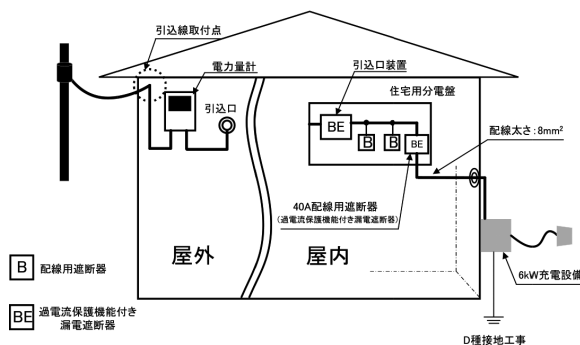 引込線取付点
電力量計
引込口
引込口装置
住宅用分電盤
BE
B
B
BE
配線太さ:8mm²
40A配線用遮断器
(過電流保護機能付き漏電遮断器)
屋外
屋内
B
配線用遮断器
BE
過電流保護機能付き
漏電遮断器
6kW充電設備
D種接地工事